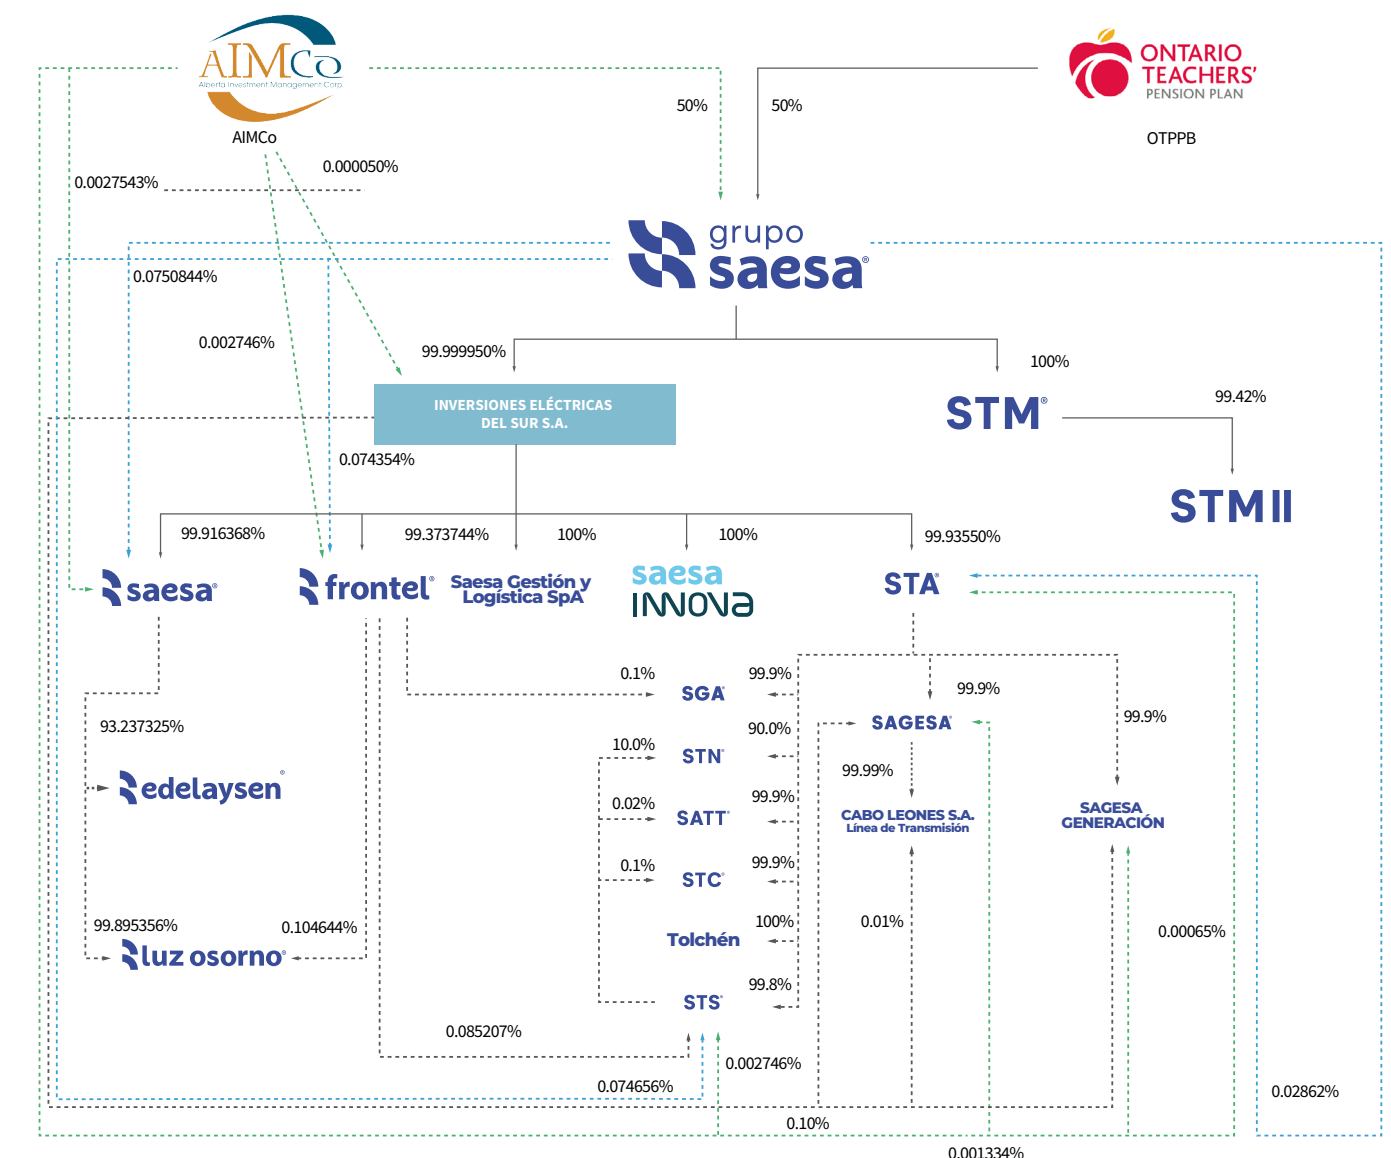 AIMCo
Alberta Investment Management Corp
AIMCo
ONTARIO
TEACHERS'
PENSION PLAN
OTPPB
50%
50%
0.0027543%
0.000050%
grupo
saesa®
0.0750844%
0.002746%
99.999950%
100%
INVERSIONES ELÉCTRICAS
DEL SUR S.A.
STM®
99.42%
0.074354%
STM II
99.916368%
99.373744%
100%
100%
99.93550%
saesa®
frontel®
Saesa Gestión y
Logística SpA
saesa
INNOVA
STA®
0.1%
SGA®
99.9%
99.9%
93.237325%
10.0%
STN®
90.0%
SAGESA®
99.9%
99.99%
edelaysen®
0.02%
SATT®
99.9%
CABO LEONES S.A.
Línea de Transmisión
SAGESA
GENERACIÓN
0.1%
STC®
99.9%
99.895356%
0.104644%
100%
0.01%
0.00065%
luz osorno®
Tolchén
STS®
99.8%
0.085207%
0.002746%
0.074656%
0.02862%
0.10%
0.001334%